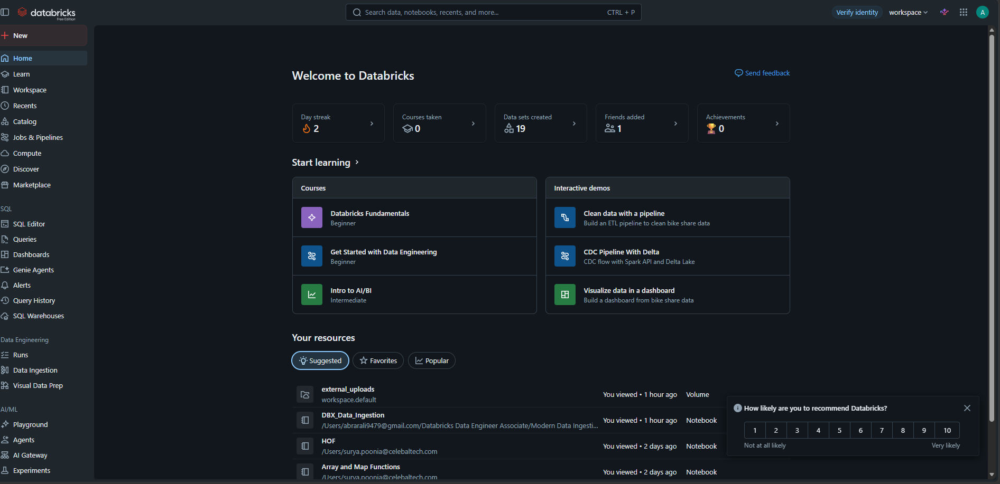 databricks
Free Edition
Search data, notebooks, recents, and more...
CTRL + P
Verify identity
workspace
A
New
Home
Learn
Workspace
Recents
Catalog
Jobs & Pipelines
Compute
Discover
Marketplace
SQL
SQL Editor
Queries
Dashboards
Genie Agents
Alerts
Query History
SQL Warehouses
Data Engineering
Runs
Data Ingestion
Visual Data Prep
AI/ML
Playground
Agents
AI Gateway
Experiments
Welcome to Databricks
Send feedback
Day streak
2
Courses taken
0
Data sets created
19
Friends added
1
Achievements
0
Start learning
Courses
Databricks Fundamentals
Beginner
Get Started with Data Engineering
Beginner
Intro to AI/BI
Intermediate
Interactive demos
Clean data with a pipeline
Build an ETL pipeline to clean bike share data
CDC Pipeline With Delta
CDC flow with Spark API and Delta Lake
Visualize data in a dashboard
Build a dashboard from bike share data
Your resources
Suggested
Favorites
Popular
external_uploads
workspace.default
You viewed • 1 hour ago
Volume
DBX_Data_Ingestion
/Users/abrarali9479@gmail.com/Databricks Data Engineer Associate/Modern Data Ingesti...
You viewed • 1 hour ago
Notebook
HOF
/Users/surya.poonia@celebaltech.com
You viewed • 2 days ago
Notebook
Array and Map Functions
/Users/surya.poonia@celebaltech.com
You viewed • 2 days ago
Notebook
How likely are you to recommend Databricks?
1 2 3 4 5 6 7 8 9 10
Not at all likely
Very likely